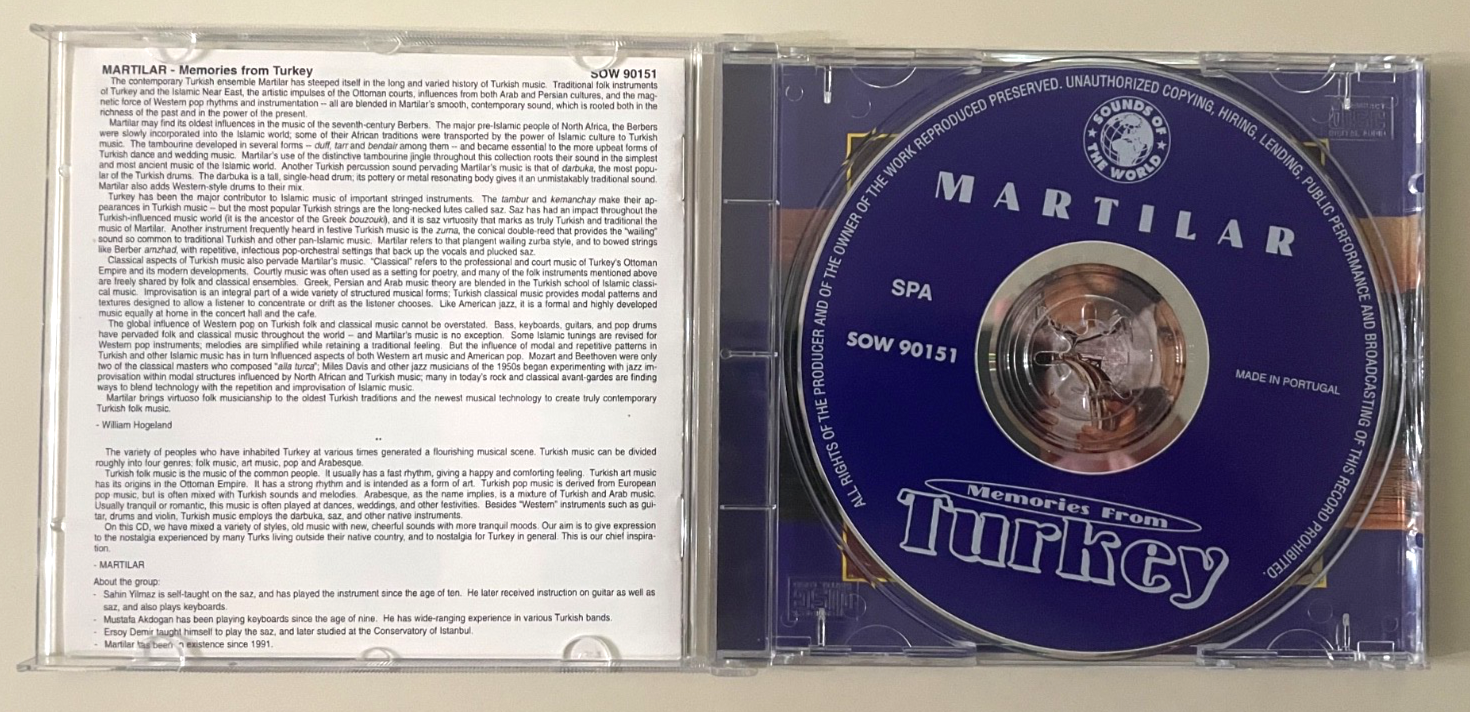 MARTILAR - Memories from Turkey
SOW 90151
The contemporary Turkish ensemble Martilar has steeped itself in the long and varied history of Turkish music. Traditional folk instruments
of Turkey and the Islamic Near East, the artistic impulses of the Ottoman courts, influences from both Arab and Persian cultures, and the mag-
netic force of Western pop rhythms and instrumentation – all are blended in Martilar's smooth, contemporary sound, which is rooted both in the
richness of the past and in the power of the present.
Martilar may find its oldest influences in the music of the seventh-century Berbers. The major pre-Islamic people of North Africa, the Berbers
were slowly incorporated into the Islamic world; some of their African traditions were transported by the power of Islamic culture to Turkish
music. The tambourine developed in several forms – duff, tarr and bendair among them – and became essential to the more upbeat forms of
Turkish dance and wedding music. Martilar's use of the distinctive tambourine jingle throughout this collection roots their sound in the simplest
and most ancient music of the Islamic world. Another Turkish percussion sound pervading Martilar's music is that of darbuka, the most popu-
lar of the Turkish drums. The darbuka is a tall, single-head drum; its pottery or metal resonating body gives it an unmistakably traditional sound.
Martilar also adds Western-style drums to their mix.
Turkey has been the major contributor to Islamic music of important stringed instruments. The tambur and kemanchay make their ap-
pearances in Turkish music – but the most popular Turkish strings are the long-necked lutes called saz. Saz has had an impact throughout the
Turkish-influenced music world (it is the ancestor of the Greek bouzouki), and it is saz virtuosity that marks as truly Turkish and traditional the
music of Martilar. Another instrument frequently heard in festive Turkish music is the zurna, the conical double-reed that provides the "wailing"
sound so common to traditional Turkish and other pan-Islamic music. Martilar refers to that plangent wailing zurba style, and to bowed strings
like Berber amzhad, with repetitive, infectious pop-orchestral settings that back up the vocals and plucked saz.
Classical aspects of Turkish music also pervade Martilar's music. "Classical" refers to the professional and court music of Turkey's Ottoman
Empire and its modern developments. Courtly music was often used as a setting for poetry, and many of the folk instruments mentioned above
are freely shared by folk and classical ensembles. Greek, Persian and Arab music theory are blended in the Turkish school of Islamic classi-
cal music. Improvisation is an integral part of a wide variety of structured musical forms; Turkish classical music provides modal patterns and
textures designed to allow a listener to concentrate or drift as the listener chooses. Like American jazz, it is a formal and highly developed
music equally at home in the concert hall and the cafe.
The global influence of Western pop on Turkish folk and classical music cannot be overstated. Bass, keyboards, guitars, and pop drums
have pervaded folk and classical music throughout the world – and Martilar's music is no exception. Some Islamic tunings are revised for
Western pop instruments; melodies are simplified while retaining a traditional feeling. But the influence of modal and repetitive patterns in
Turkish and other Islamic music has in turn influenced aspects of both Western art music and American pop. Mozart and Beethoven were only
two of the classical masters who composed "alla turca"; Miles Davis and other jazz musicians of the 1950s began experimenting with jazz im-
provisation within modal structures influenced by North African and Turkish music; many in today's rock and classical avant-gardes are finding
ways to blend technology with the repetition and improvisation of Islamic music.
Martilar brings virtuoso folk musicianship to the oldest Turkish traditions and the newest musical technology to create truly contemporary
Turkish folk music.
- William Hogeland
The variety of peoples who have inhabited Turkey at various times generated a flourishing musical scene. Turkish music can be divided
roughly into four genres: folk music, art music, pop and Arabesque.
Turkish folk music is the music of the common people. It usually has a fast rhythm, giving a happy and comforting feeling. Turkish art music
has its origins in the Ottoman Empire. It has a strong rhythm and is intended as a form of art. Turkish pop music is derived from European
pop music, but is often mixed with Turkish sounds and melodies. Arabesque, as the name implies, is a mixture of Turkish and Arab music.
Usually tranquil or romantic, this music is often played at dances, weddings, and other festivities. Besides "Western" instruments such as gui-
tar, drums and violin, Turkish music employs the darbuka, saz, and other native instruments.
On this CD, we have mixed a variety of styles, old music with new, cheerful sounds with more tranquil moods. Our aim is to give expression
to the nostalgia experienced by many Turks living outside their native country, and to nostalgia for Turkey in general. This is our chief inspira-
tion.
- MARTILAR
About the group:
- Sahin Yilmaz is self-taught on the saz, and has played the instrument since the age of ten. He later received instruction on guitar as well as
saz, and also plays keyboards.
- Mustafa Akdogan has been playing keyboards since the age of nine. He has wide-ranging experience in various Turkish bands.
- Ersoy Demir taught himself to play the saz, and later studied at the Conservatory of Istanbul.
- Martilar has been in existence since 1991.
ALL RIGHTS OF THE PRODUCER AND OF THE OWNER OF THE WORK REPRODUCED PRESERVED. UNAUTHORIZED COPYING, HIRING, LENDING, PUBLIC PERFORMANCE AND BROADCASTING OF THIS RECORD PROHIBITED.
SOUNDS OF
THE WORLD
MARTILAR
SPA
SOW 90151
MADE IN PORTUGAL
Memories From
Turkey
COMPACT
disc
DIGITAL AUDIO